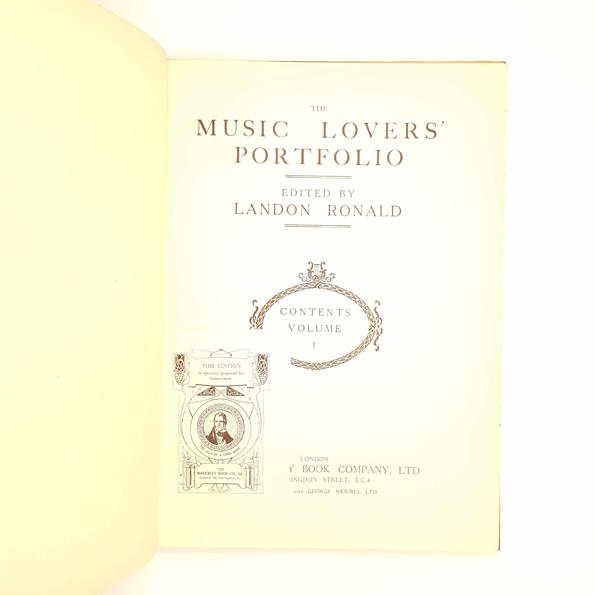 THE
MUSIC LOVERS'
PORTFOLIO
EDITED BY
LANDON RONALD
CONTENTS
VOLUME
I
THIS EDITION
is specially prepared for
Subscribers.
THE
WAVERLEY BOOK CO., Ld
LONDON
Y BOOK COMPANY, LTD
INGDON STREET, E.C.4
with GEORGE NEWNES, LTD